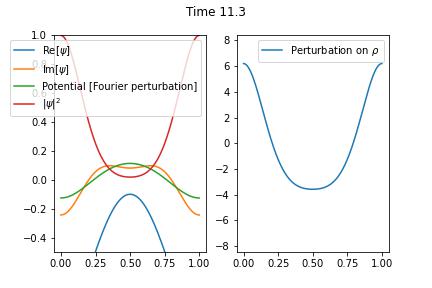 Time 11.3
Re[ψ]
Im[ψ]
Potential [Fourier perturbation]
|ψ|²
1.0
0.8
0.6
0.4
0.2
0.0
−0.2
−0.4
0.00 0.25 0.50 0.75 1.00
Perturbation on ρ
8
6
4
2
0
−2
−4
−6
−8
0.00 0.25 0.50 0.75 1.00